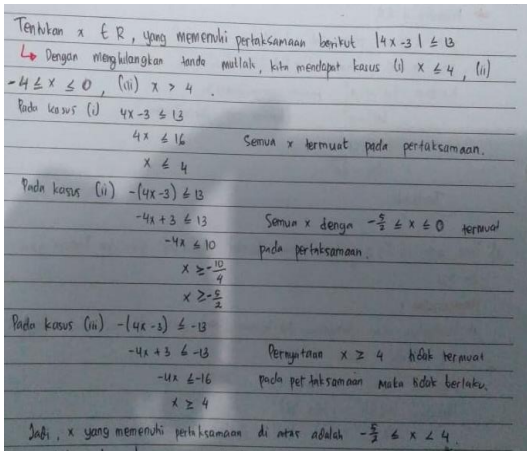 Tentukan x ∈ R, yang memenuhi pertaksamaan berikut |4x-3| ≤ 13
↳ Dengan menghilangkan tanda mutlak, kita mendapat kasus (i) x ≤ 4, (ii)
-4 ≤ x ≤ 0, (iii) x > 4.
Pada kasus (i) 4x-3 ≤ 13
4x ≤ 16 Semua x termuat pada pertaksamaan.
x ≤ 4
Pada kasus (ii) -(4x-3) ≤ 13
-4x + 3 ≤ 13 Semua x denga -5/2 ≤ x ≤ 0 termuat
-4x ≤ 10 pada pertaksamaan.
x ≥ -10/4
x ≥ -5/2
Pada kasus (iii) -(4x-3) ≤ -13
-4x + 3 ≤ -13 Pernyataan x ≥ 4 tidak termuat
-4x ≤ -16 pada pertaksamaan maka tidak berlaku.
x ≥ 4
Jadi, x yang memenuhi pertaksamaan di atas adalah -5/2 ≤ x < 4.